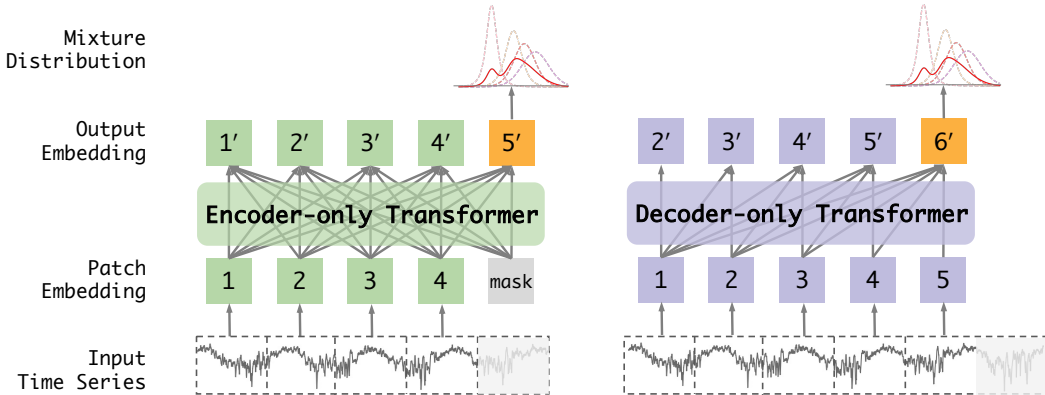 Mixture
Distribution
Output
Embedding
1′ 2′ 3′ 4′ 5′
2′ 3′ 4′ 5′ 6′
Encoder-only Transformer
Decoder-only Transformer
Patch
Embedding
1 2 3 4 mask
1 2 3 4 5
Input
Time Series